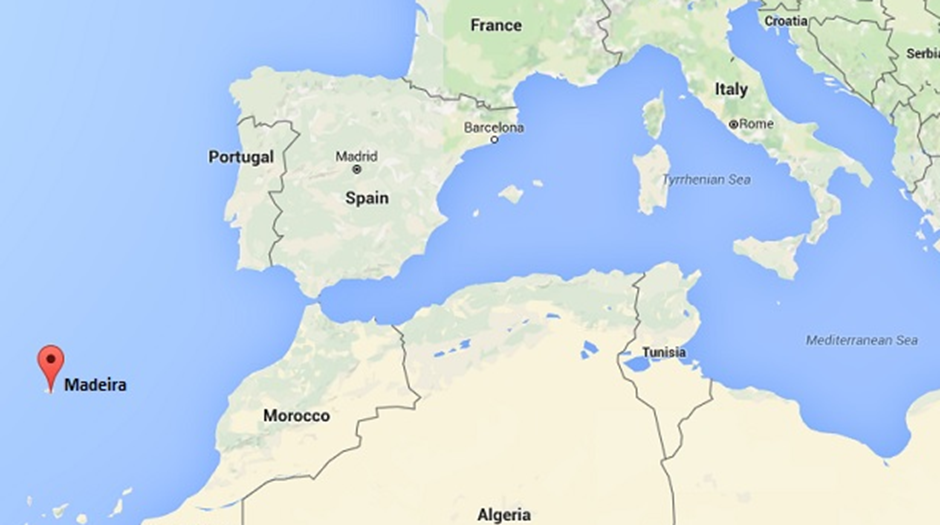 Croatia
France
Serbia
Italy
Rome
Barcelona
Portugal
Madrid
Tyrrhenian Sea
Spain
Mediterranean Sea
Tunisia
Madeira
Morocco
Algeria